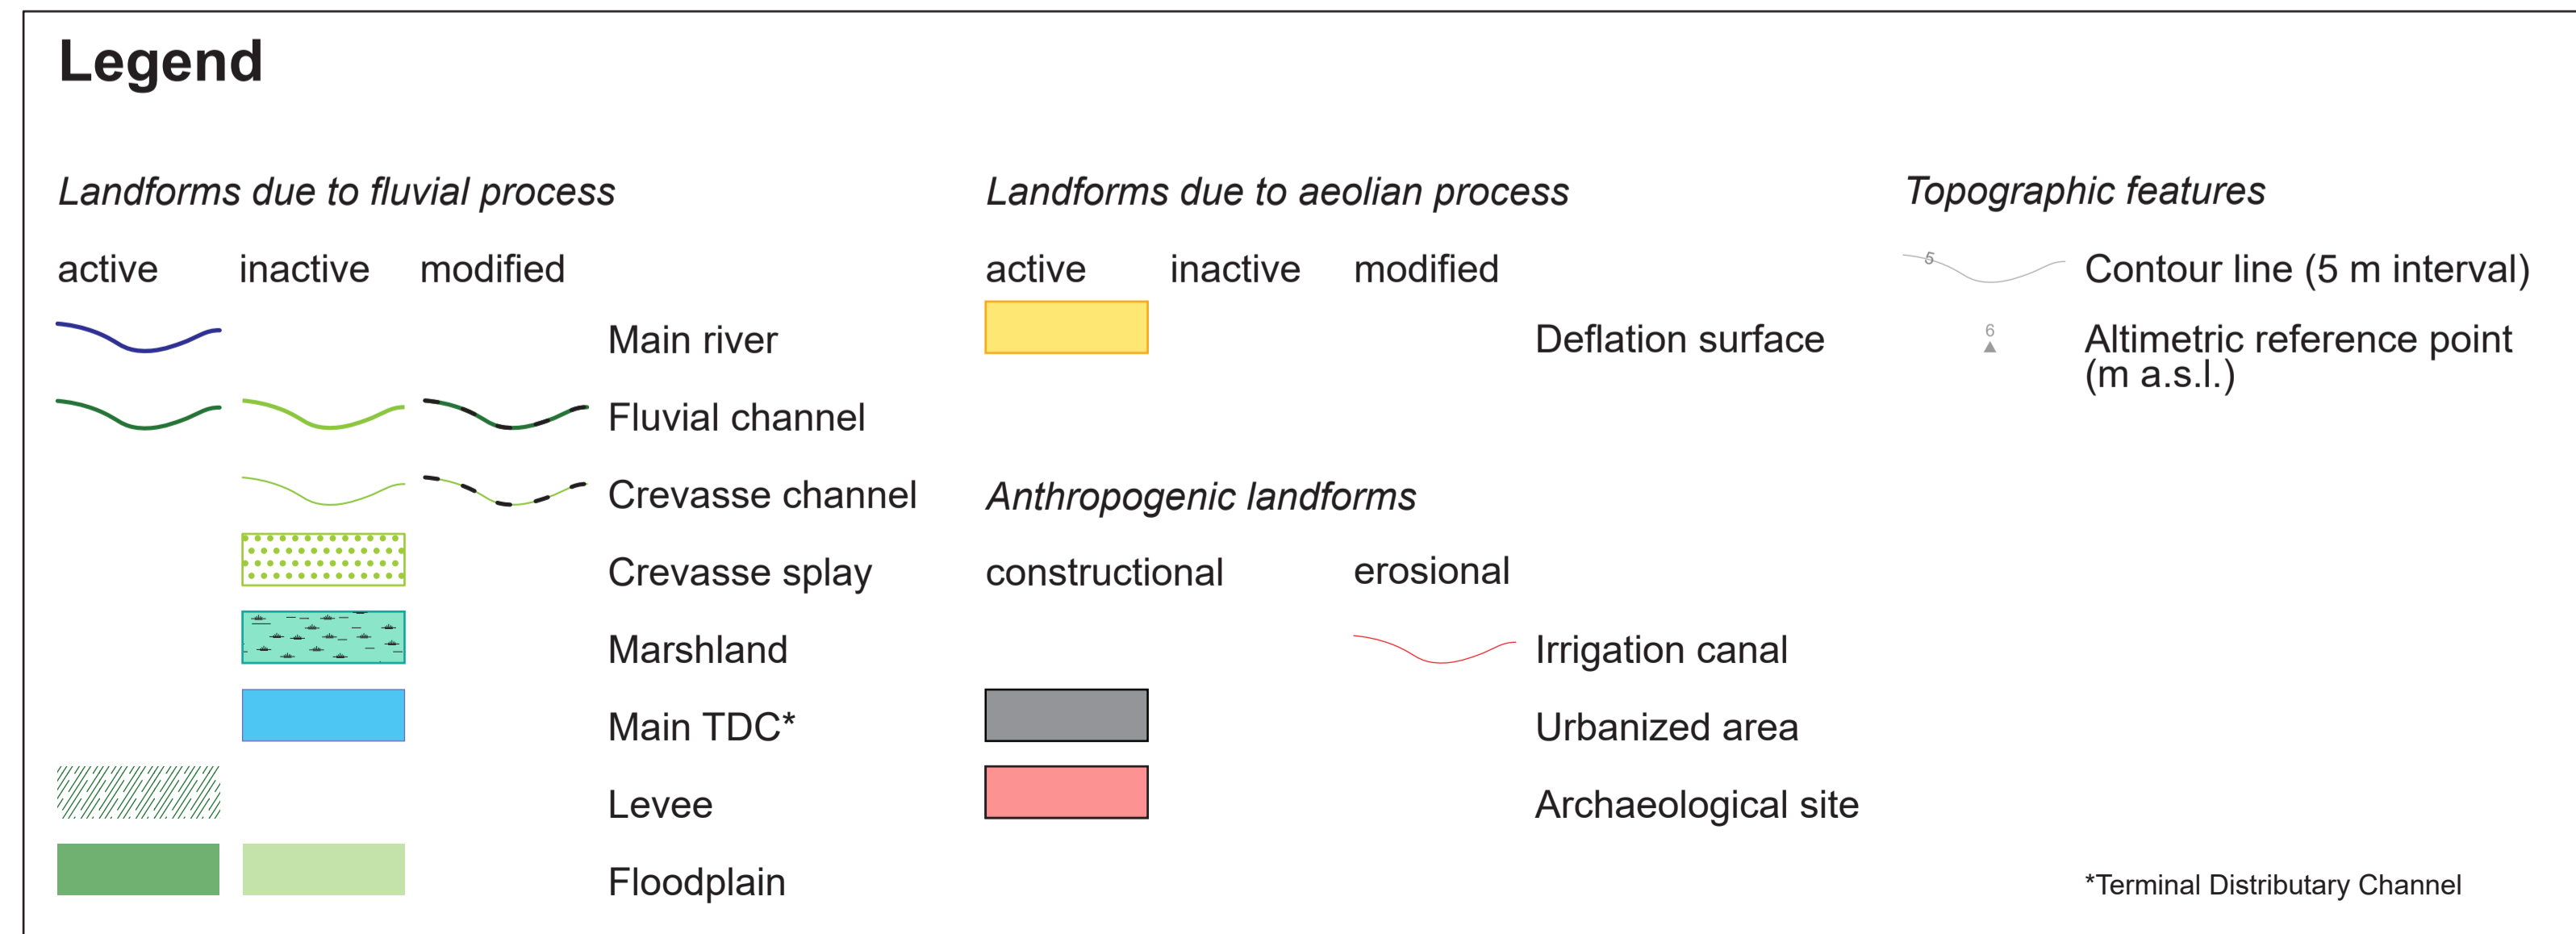 Legend
Landforms due to fluvial process
active inactive modified
Main river
Fluvial channel
Crevasse channel
Crevasse splay
Marshland
Main TDC*
Levee
Floodplain
Landforms due to aeolian process
active inactive modified
Deflation surface
Anthropogenic landforms
constructional erosional
Irrigation canal
Urbanized area
Archaeological site
Topographic features
5
Contour line (5 m interval)
6
Altimetric reference point
(m a.s.l.)
*Terminal Distributary Channel